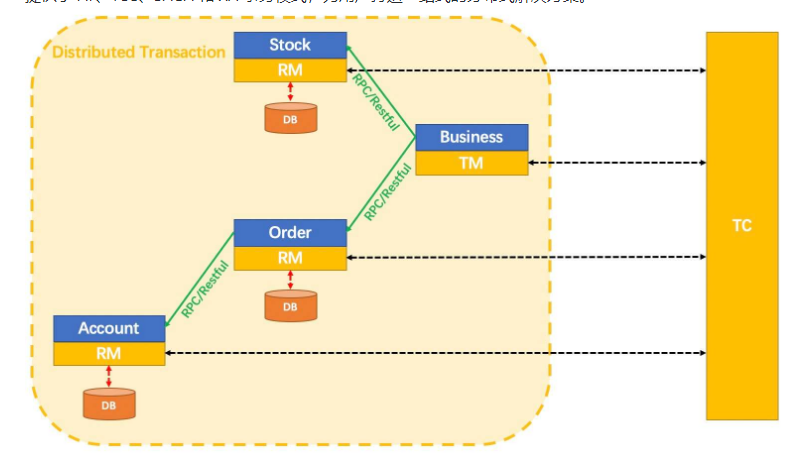 Distributed Transaction
Stock
RM
DB
RPC/Restful
Business
TM
RPC/Restful
Order
RM
DB
RPC/Restful
Account
RM
DB
TC